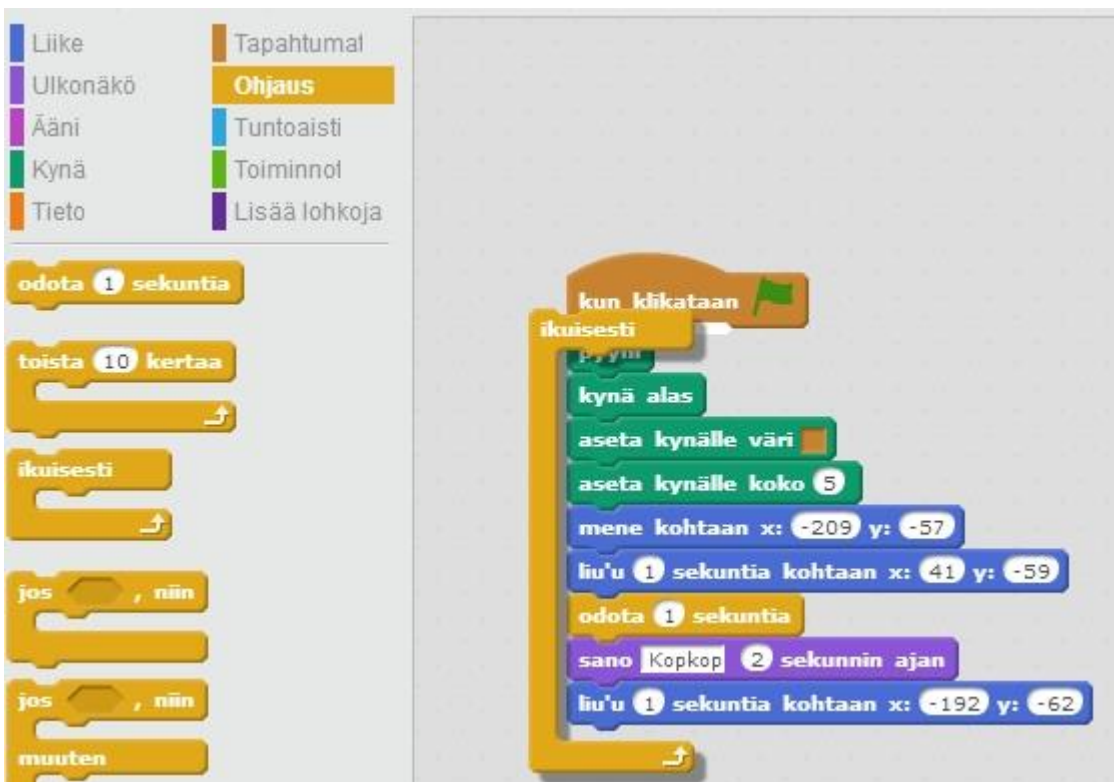 Liike
Tapahtumat
Ulkonäkö
Ohjaus
Ääni
Tuntoaisti
Kynä
Toiminnot
Tieto
Lisää lohkoja
odota 1 sekuntia
toista 10 kertaa
ikuisesti
jos , niin
jos , niin
muuten
kun klikataan
ikuisesti
pyyhi
kynä alas
aseta kynälle väri
aseta kynälle koko 5
mene kohtaan x: -209 y: -57
liu'u 1 sekuntia kohtaan x: 41 y: -59
odota 1 sekuntia
sano Kopkop 2 sekunnin ajan
liu'u 1 sekuntia kohtaan x: -192 y: -62